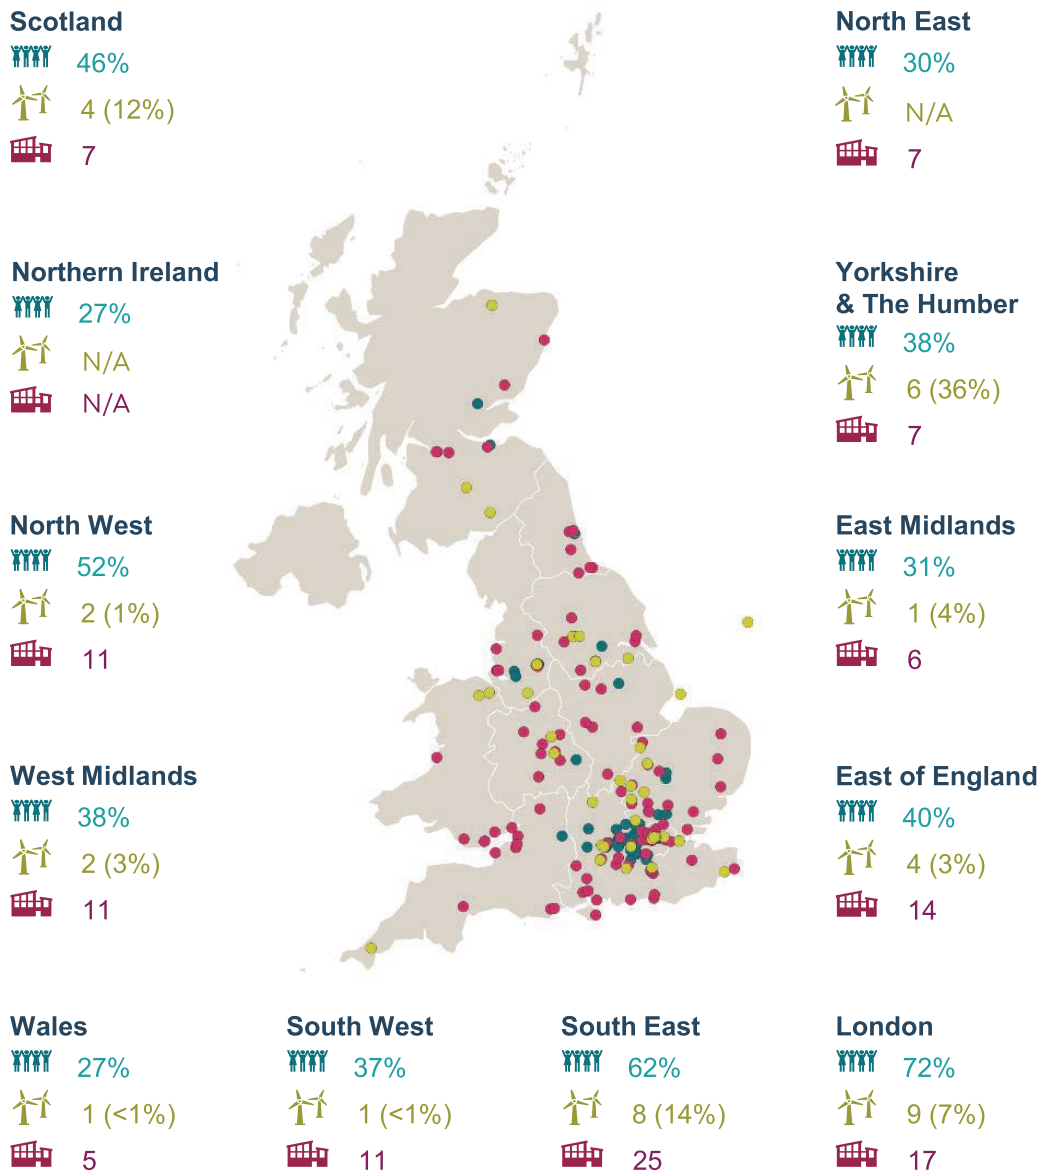 Scotland
46%
4 (12%)
7
North East
30%
N/A
7
Northern Ireland
27%
N/A
N/A
Yorkshire
& The Humber
38%
6 (36%)
7
North West
52%
2 (1%)
11
East Midlands
31%
1 (4%)
6
West Midlands
38%
2 (3%)
11
East of England
40%
4 (3%)
14
Wales
27%
1 (<1%)
5
South West
37%
1 (<1%)
11
South East
62%
8 (14%)
25
London
72%
9 (7%)
17